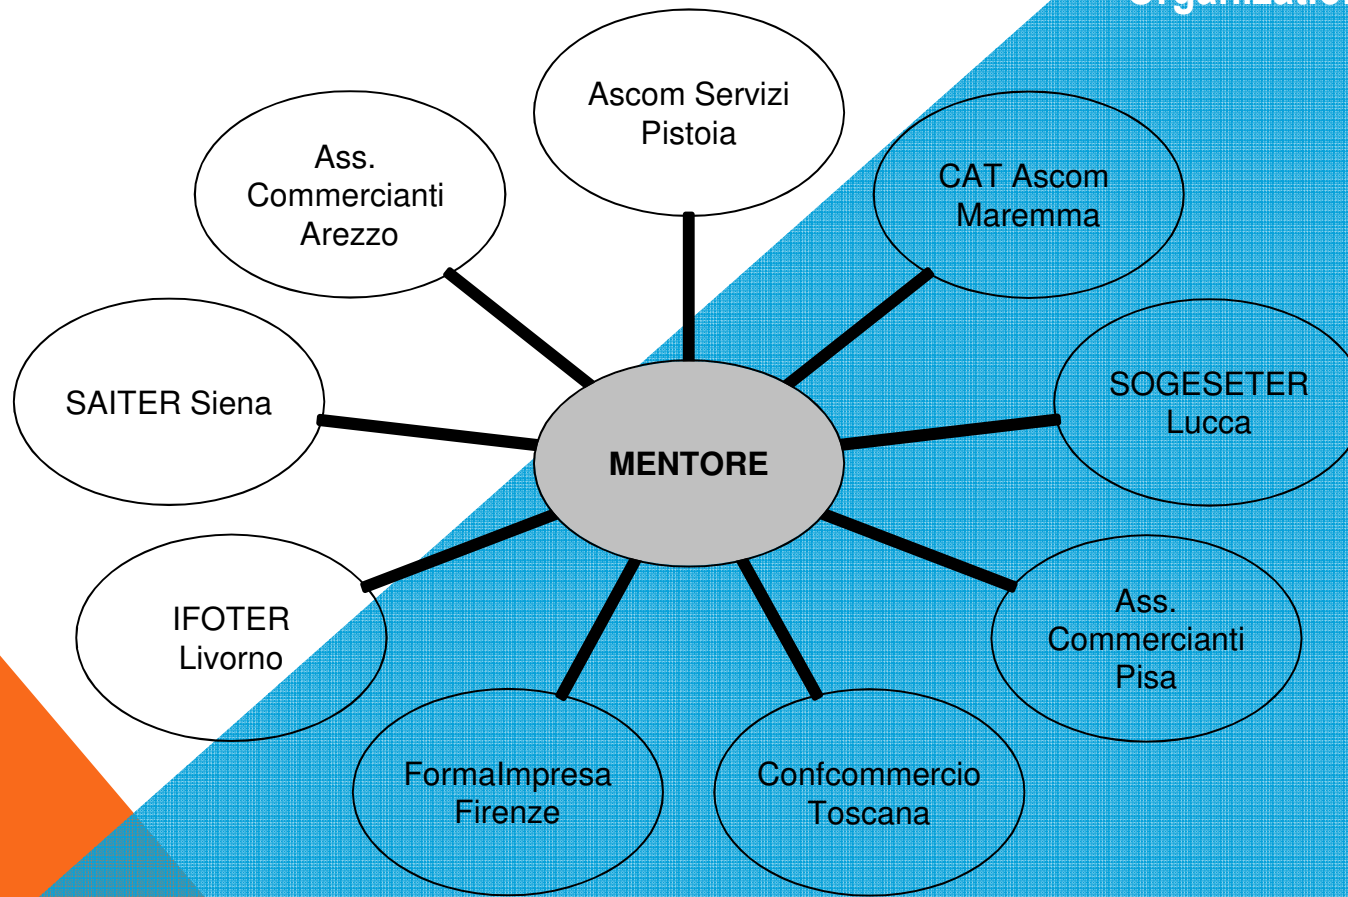 Ascom Servizi
Pistoia
Ass.
Commercianti
Arezzo
CAT Ascom
Maremma
SAITER Siena
SOGESETER
Lucca
MENTORE
IFOTER
Livorno
Ass.
Commercianti
Pisa
FormaImpresa
Firenze
Confcommercio
Toscana